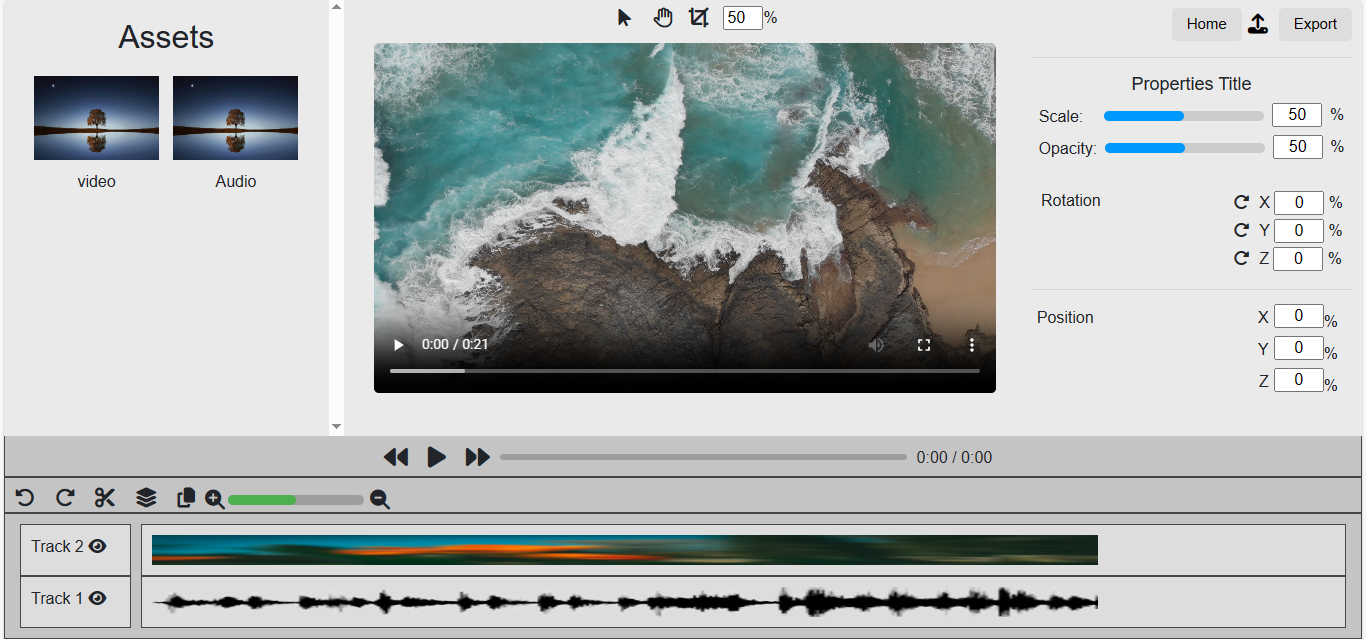 Assets
video
Audio
50 %
0:00 / 0:21
Home
Export
Properties Title
Scale: 50 %
Opacity: 50 %
Rotation
X 0 %
Y 0 %
Z 0 %
Position
X 0 %
Y 0 %
Z 0 %
0:00 / 0:00
Track 2
Track 1